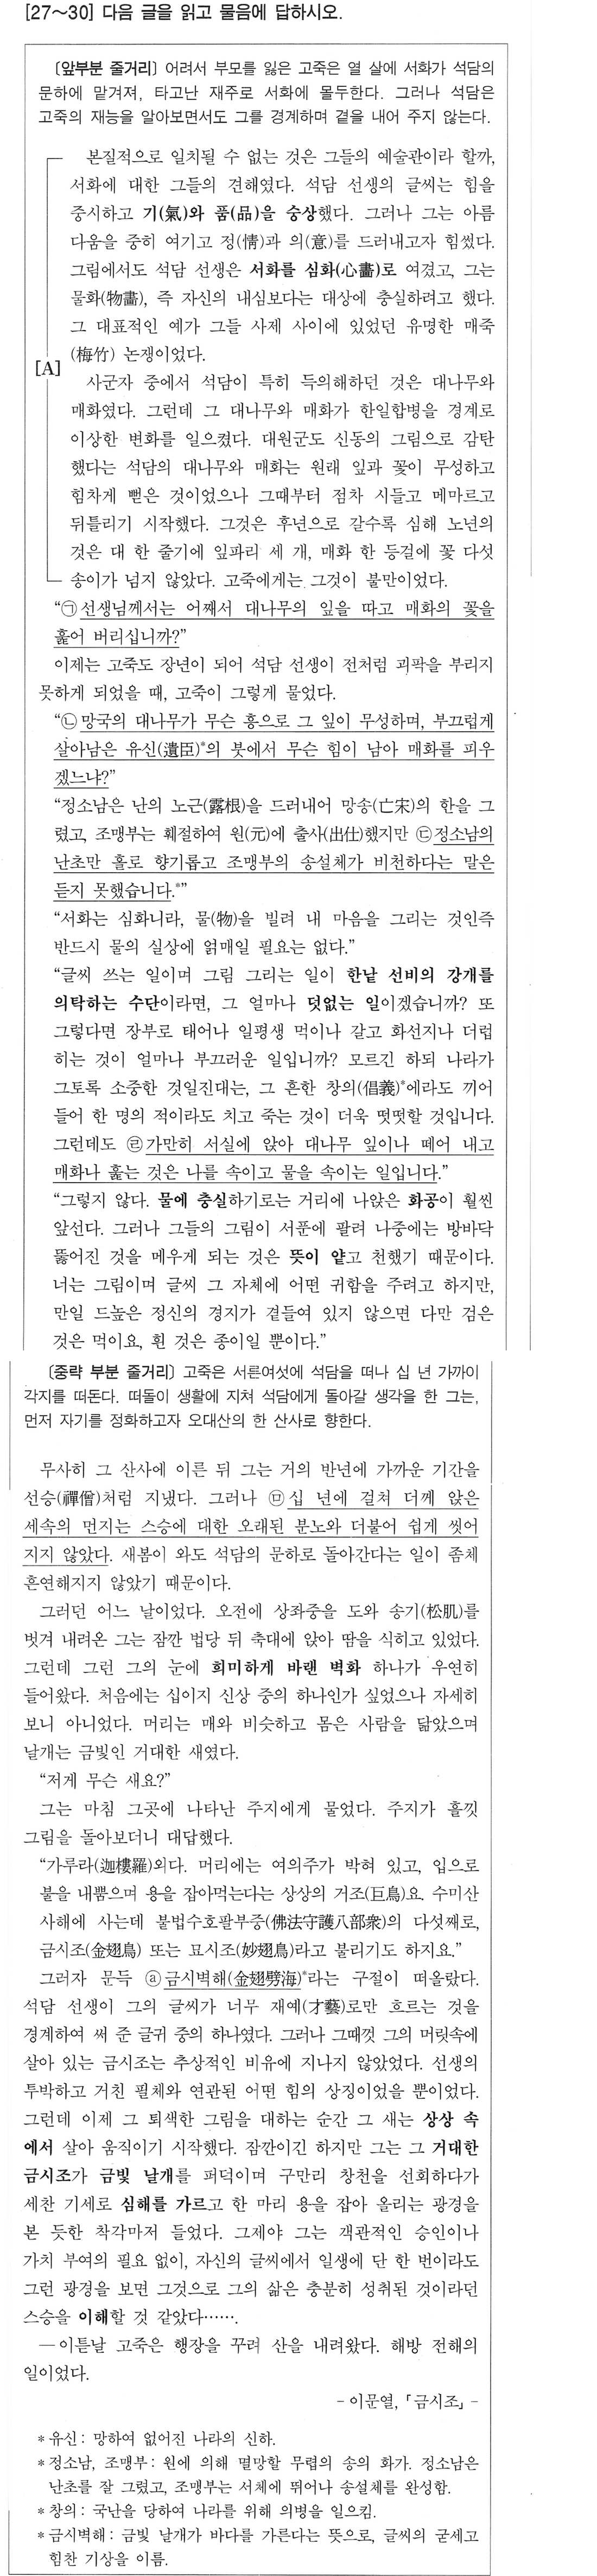 [27~30] 다음 글을 읽고 물음에 답하시오.
〔앞부분 줄거리〕 어려서 부모를 잃은 고죽은 열 살에 서화가 석담의
문하에 맡겨져, 타고난 재주로 서화에 몰두한다. 그러나 석담은
고죽의 재능을 알아보면서도 그를 경계하며 곁을 내어 주지 않는다.
본질적으로 일치될 수 없는 것은 그들의 예술관이라 할까,
서화에 대한 그들의 견해였다. 석담 선생의 글씨는 힘을
중시하고 기(氣)와 품(品)을 숭상했다. 그러나 그는 아름
다움을 중히 여기고 정(情)과 의(意)를 드러내고자 힘썼다.
그림에서도 석담 선생은 서화를 심화(心畵)로 여겼고, 그는
물화(物畵), 즉 자신의 내심보다는 대상에 충실하려고 했다.
그 대표적인 예가 그들 사제 사이에 있었던 유명한 매죽
(梅竹) 논쟁이었다.
[A]
사군자 중에서 석담이 특히 득의해하던 것은 대나무와
매화였다. 그런데 그 대나무와 매화가 한일합병을 경계로
이상한 변화를 일으켰다. 대원군도 신동의 그림으로 감탄
했다는 석담의 대나무와 매화는 원래 잎과 꽃이 무성하고
힘차게 뻗은 것이었으나 그때부터 점차 시들고 메마르고
뒤틀리기 시작했다. 그것은 후년으로 갈수록 심해 노년의
것은 대 한 줄기에 잎파리 세 개, 매화 한 등걸에 꽃 다섯
송이가 넘지 않았다. 고죽에게는 그것이 불만이었다.
“㉠선생님께서는 어째서 대나무의 잎을 따고 매화의 꽃을
훑어 버리십니까?”
이제는 고죽도 장년이 되어 석담 선생이 전처럼 괴팍을 부리지
못하게 되었을 때, 고죽이 그렇게 물었다.
“㉡망국의 대나무가 무슨 흥으로 그 잎이 무성하며, 부끄럽게
살아남은 유신(遺臣)*의 붓에서 무슨 힘이 남아 매화를 피우
겠느냐?”
“정소남은 난의 노근(露根)을 드러내어 망송(亡宋)의 한을 그
렸고, 조맹부는 훼절하여 원(元)에 출사(出仕)했지만 ㉢정소남의
난초만 홀로 향기롭고 조맹부의 송설체가 비천하다는 말은
듣지 못했습니다.*”
“서화는 심화니라, 물(物)을 빌려 내 마음을 그리는 것인즉
반드시 물의 실상에 얽매일 필요는 없다.”
“글씨 쓰는 일이며 그림 그리는 일이 한낱 선비의 강개를
의탁하는 수단이라면, 그 얼마나 덧없는 일이겠습니까? 또
그렇다면 장부로 태어나 일평생 먹이나 갈고 화선지나 더럽
히는 것이 얼마나 부끄러운 일입니까? 모르긴 하되 나라가
그토록 소중한 것일진대는, 그 흔한 창의(倡義)*에라도 끼어
들어 한 명의 적이라도 치고 죽는 것이 더욱 떳떳할 것입니다.
그런데도 ㉣가만히 서실에 앉아 대나무 잎이나 떼어 내고
매화나 훑는 것은 나를 속이고 물을 속이는 일입니다.”
“그렇지 않다. 물에 충실하기로는 거리에 나앉은 화공이 훨씬
앞선다. 그러나 그들의 그림이 서푼에 팔려 나중에는 방바닥
뚫어진 것을 메우게 되는 것은 뜻이 얕고 천했기 때문이다.
너는 그림이며 글씨 그 자체에 어떤 귀함을 주려고 하지만,
만일 드높은 정신의 경지가 곁들여 있지 않으면 다만 검은
것은 먹이요, 흰 것은 종이일 뿐이다.”
〔중략 부분 줄거리〕 고죽은 서른여섯에 석담을 떠나 십 년 가까이
각지를 떠돈다. 떠돌이 생활에 지쳐 석담에게 돌아갈 생각을 한 그는,
먼저 자기를 정화하고자 오대산의 한 산사로 향한다.
무사히 그 산사에 이른 뒤 그는 거의 반년에 가까운 기간을
선승(禪僧)처럼 지냈다. 그러나 ㉤십 년에 걸쳐 더께 앉은
세속의 먼지는 스승에 대한 오래된 분노와 더불어 쉽게 씻어
지지 않았다. 새봄이 와도 석담의 문하로 돌아간다는 일이 좀체
흔연해지지 않았기 때문이다.
그러던 어느 날이었다. 오전에 상좌중을 도와 송기(松肌)를
벗겨 내려온 그는 잠깐 법당 뒤 축대에 앉아 땀을 식히고 있었다.
그런데 그런 그의 눈에 희미하게 바랜 벽화 하나가 우연히
들어왔다. 처음에는 십이지 신상 중의 하나인가 싶었으나 자세히
보니 아니었다. 머리는 매와 비슷하고 몸은 사람을 닮았으며
날개는 금빛인 거대한 새였다.
“저게 무슨 새요?”
그는 마침 그곳에 나타난 주지에게 물었다. 주지가 흘낏
그림을 돌아보더니 대답했다.
“가루라(迦樓羅)외다. 머리에는 여의주가 박혀 있고, 입으로
불을 내뿜으며 용을 잡아먹는다는 상상의 거조(巨鳥)요. 수미산
사해에 사는데 불법수호팔부중(佛法守護八部衆)의 다섯째로,
금시조(金翅鳥) 또는 묘시조(妙翅鳥)라고 불리기도 하지요.”
그러자 문득 ⓐ금시벽해(金翅劈海)*라는 구절이 떠올랐다.
석담 선생이 그의 글씨가 너무 재예(才藝)로만 흐르는 것을
경계하여 써 준 글귀 중의 하나였다. 그러나 그때껏 그의 머릿속에
살아 있는 금시조는 추상적인 비유에 지나지 않았었다. 선생의
투박하고 거친 필체와 연관된 어떤 힘의 상징이었을 뿐이었다.
그런데 이제 그 퇴색한 그림을 대하는 순간 그 새는 상상 속
에서 살아 움직이기 시작했다. 잠깐이긴 하지만 그는 그 거대한
금시조가 금빛 날개를 퍼덕이며 구만리 창천을 선회하다가
세찬 기세로 심해를 가르고 한 마리 용을 잡아 올리는 광경을
본 듯한 착각마저 들었다. 그제야 그는 객관적인 승인이나
가치 부여의 필요 없이, 자신의 글씨에서 일생에 단 한 번이라도
그런 광경을 보면 그것으로 그의 삶은 충분히 성취된 것이라던
스승을 이해할 것 같았다…….
―이튿날 고죽은 행장을 꾸려 산을 내려왔다. 해방 전해의
일이었다.
- 이문열, 「금시조」 -
* 유신 : 망하여 없어진 나라의 신하.
* 정소남, 조맹부 : 원에 의해 멸망할 무렵의 송의 화가. 정소남은
난초를 잘 그렸고, 조맹부는 서체에 뛰어나 송설체를 완성함.
* 창의 : 국난을 당하여 나라를 위해 의병을 일으킴.
* 금시벽해 : 금빛 날개가 바다를 가른다는 뜻으로, 글씨의 굳세고
힘찬 기상을 이름.